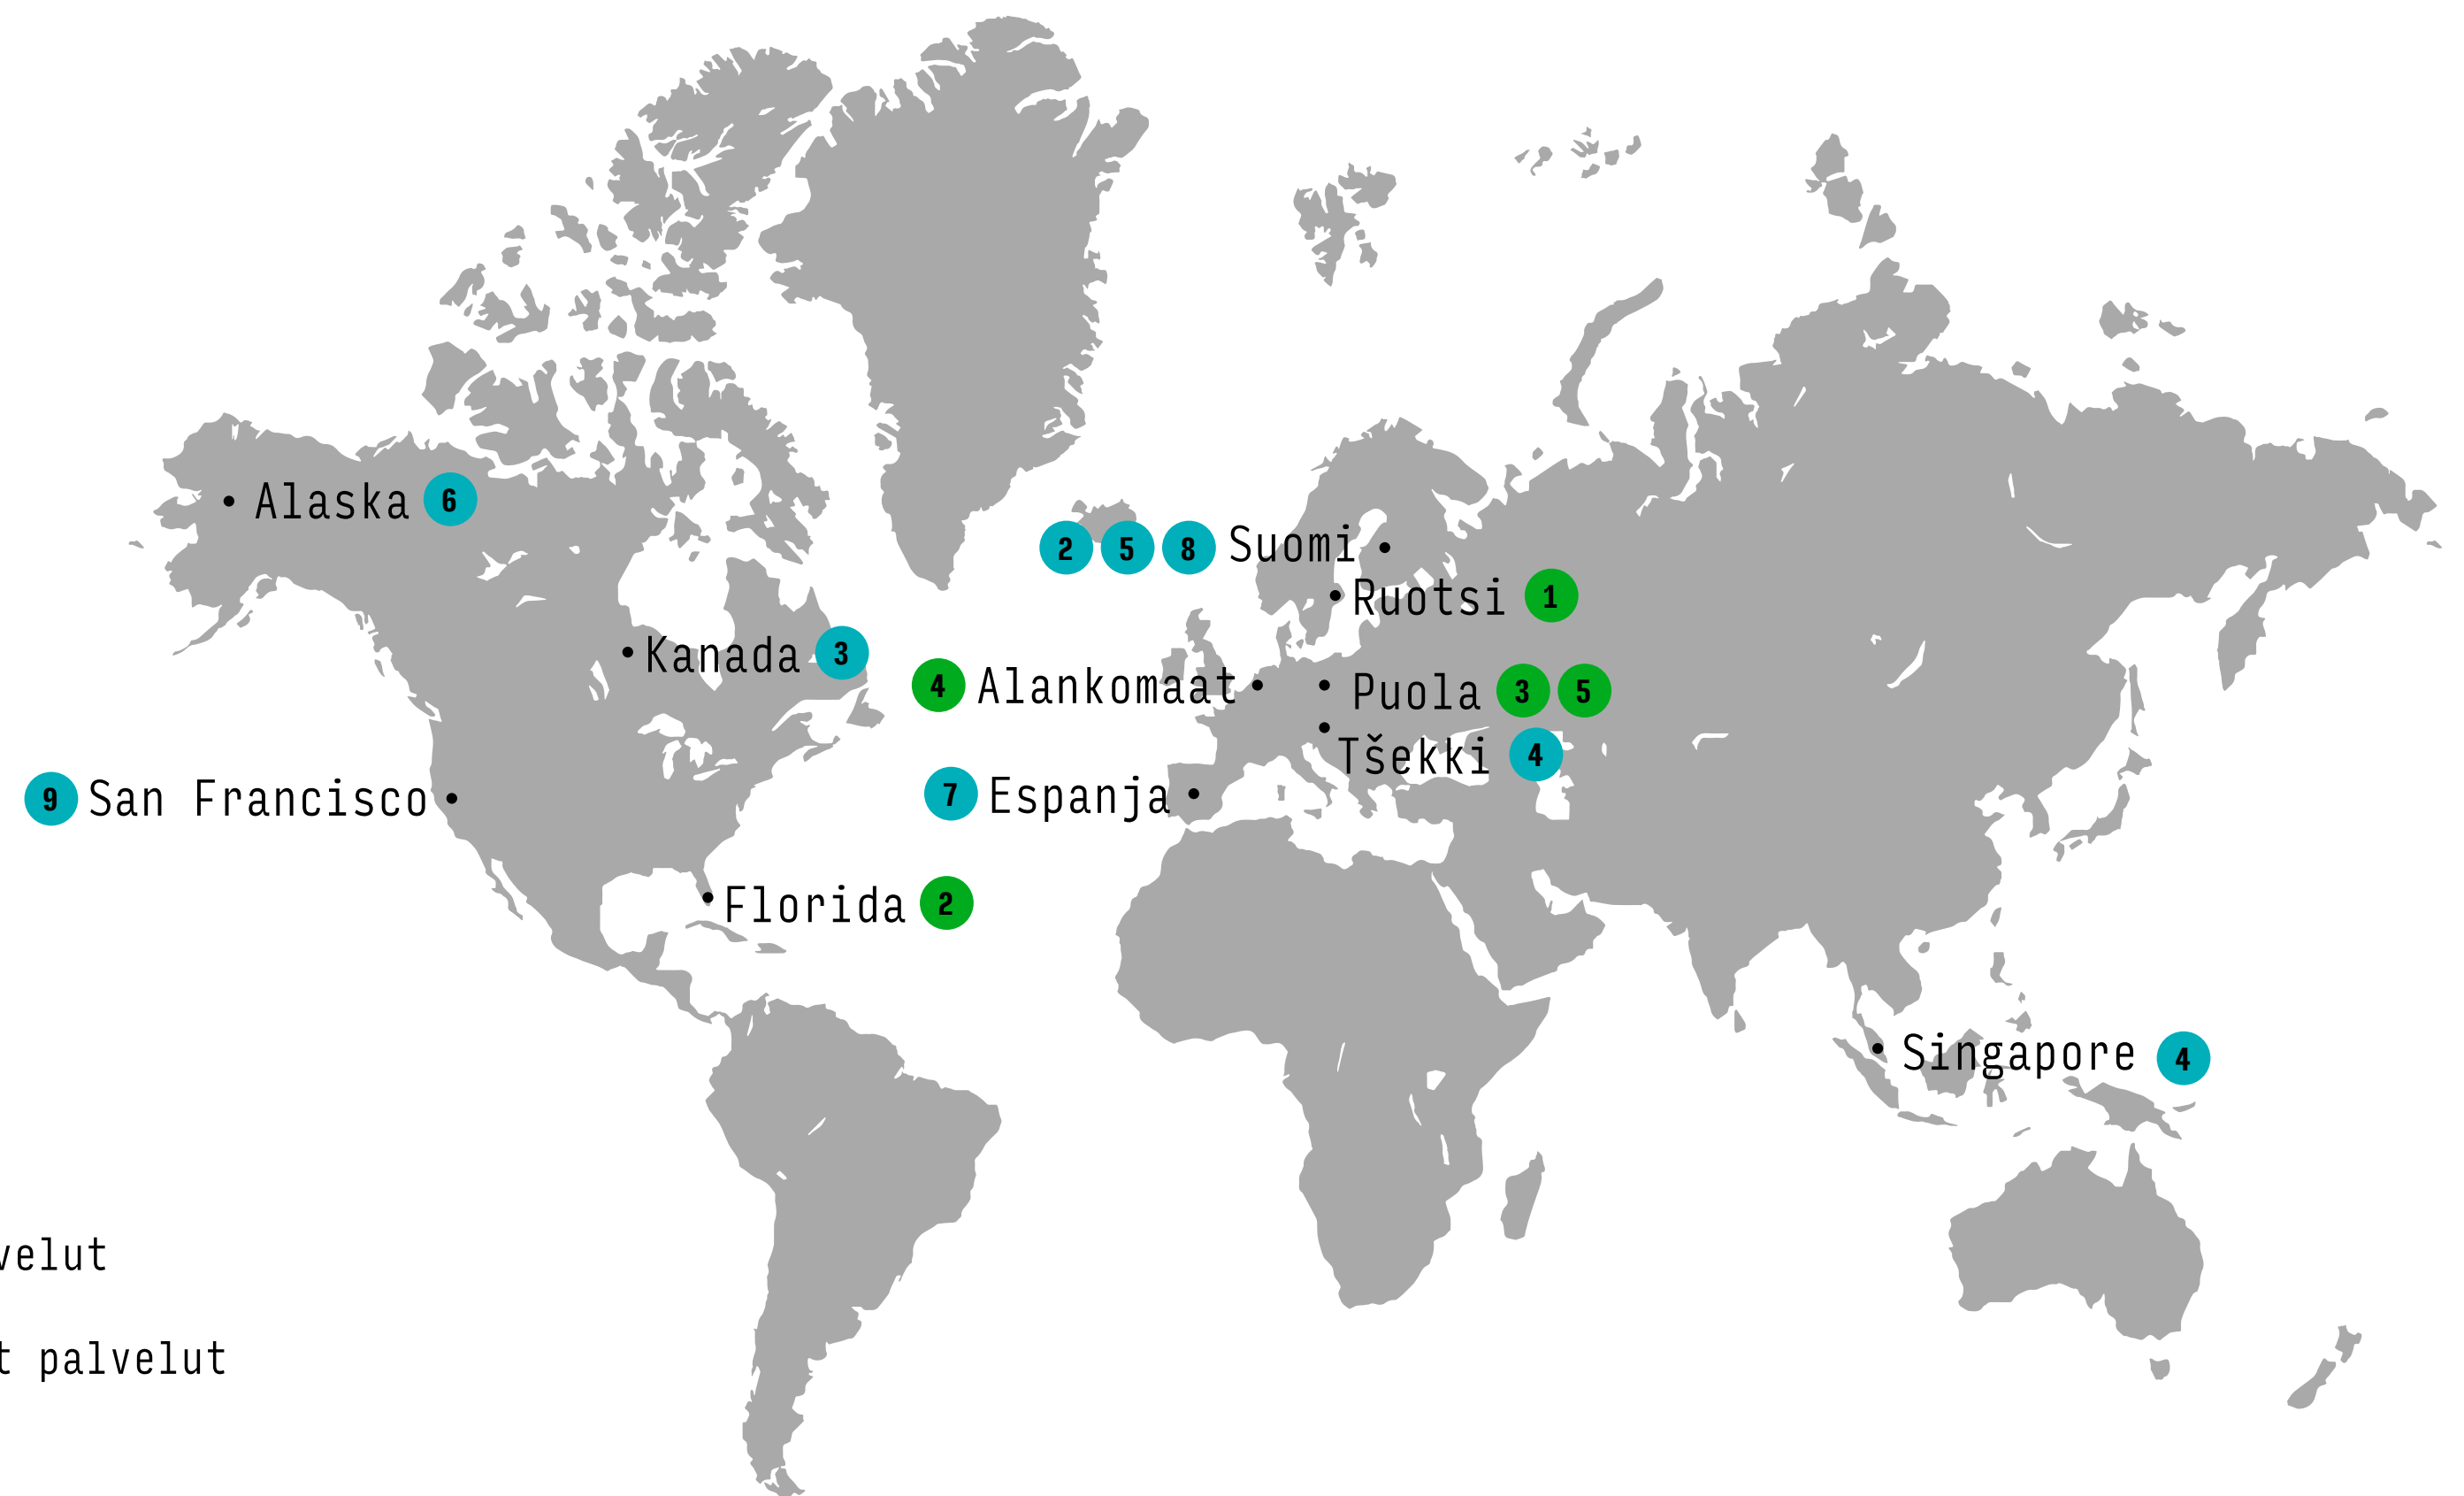 Alaska 6
2 5 8 Suomi
Ruotsi 1
Kanada 3
4 Alankomaat
Puola 3 5
Tšekki 4
9 San Francisco
7 Espanja
Florida 2
Singapore 4
velut
t palvelut